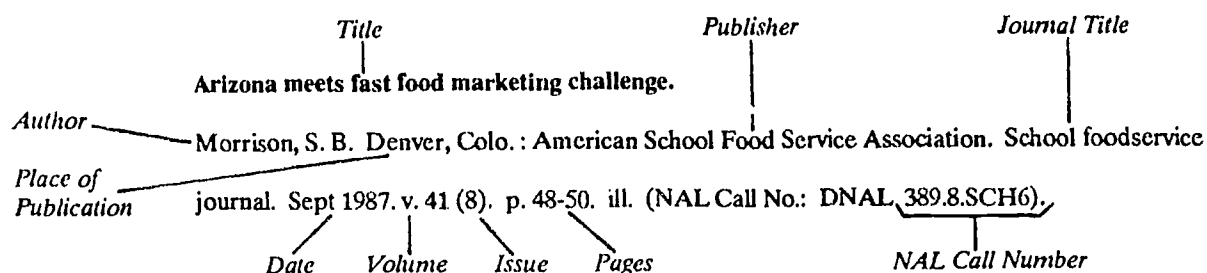 Title Publisher Journal Title
Arizona meets fast food marketing challenge.
Author
Morrison, S. B. Denver, Colo. : American School Food Service Association. School foodservice
Place of
Publication
journal. Sept 1987. v. 41 (8). p. 48-50. ill. (NAL Call No.: DNAL 389.8.SCH6).
Date Volume Issue Pages NAL Call Number